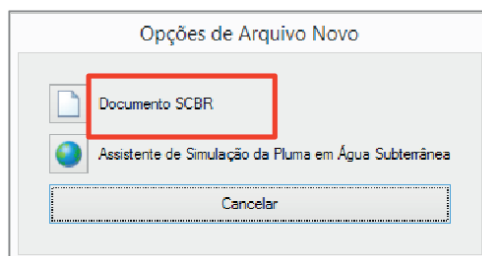 Opções de Arquivo Novo
Documento SCBR
Assistente de Simulação da Pluma em Água Subterrânea
Cancelar